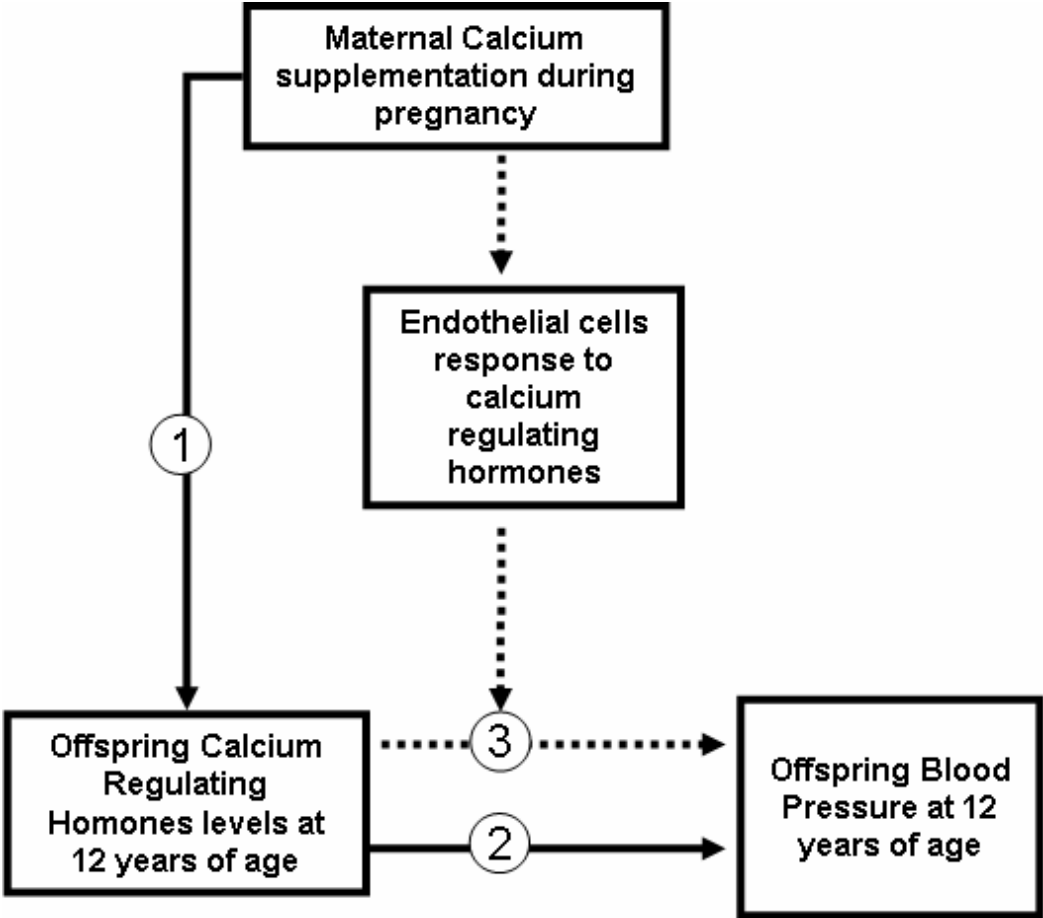 Maternal Calcium
supplementation during
pregnancy
Endothelial cells
response to
calcium
regulating
hormones
1
3
Offspring Calcium
Regulating
Homones levels at
12 years of age
2
Offspring Blood
Pressure at 12
years of age